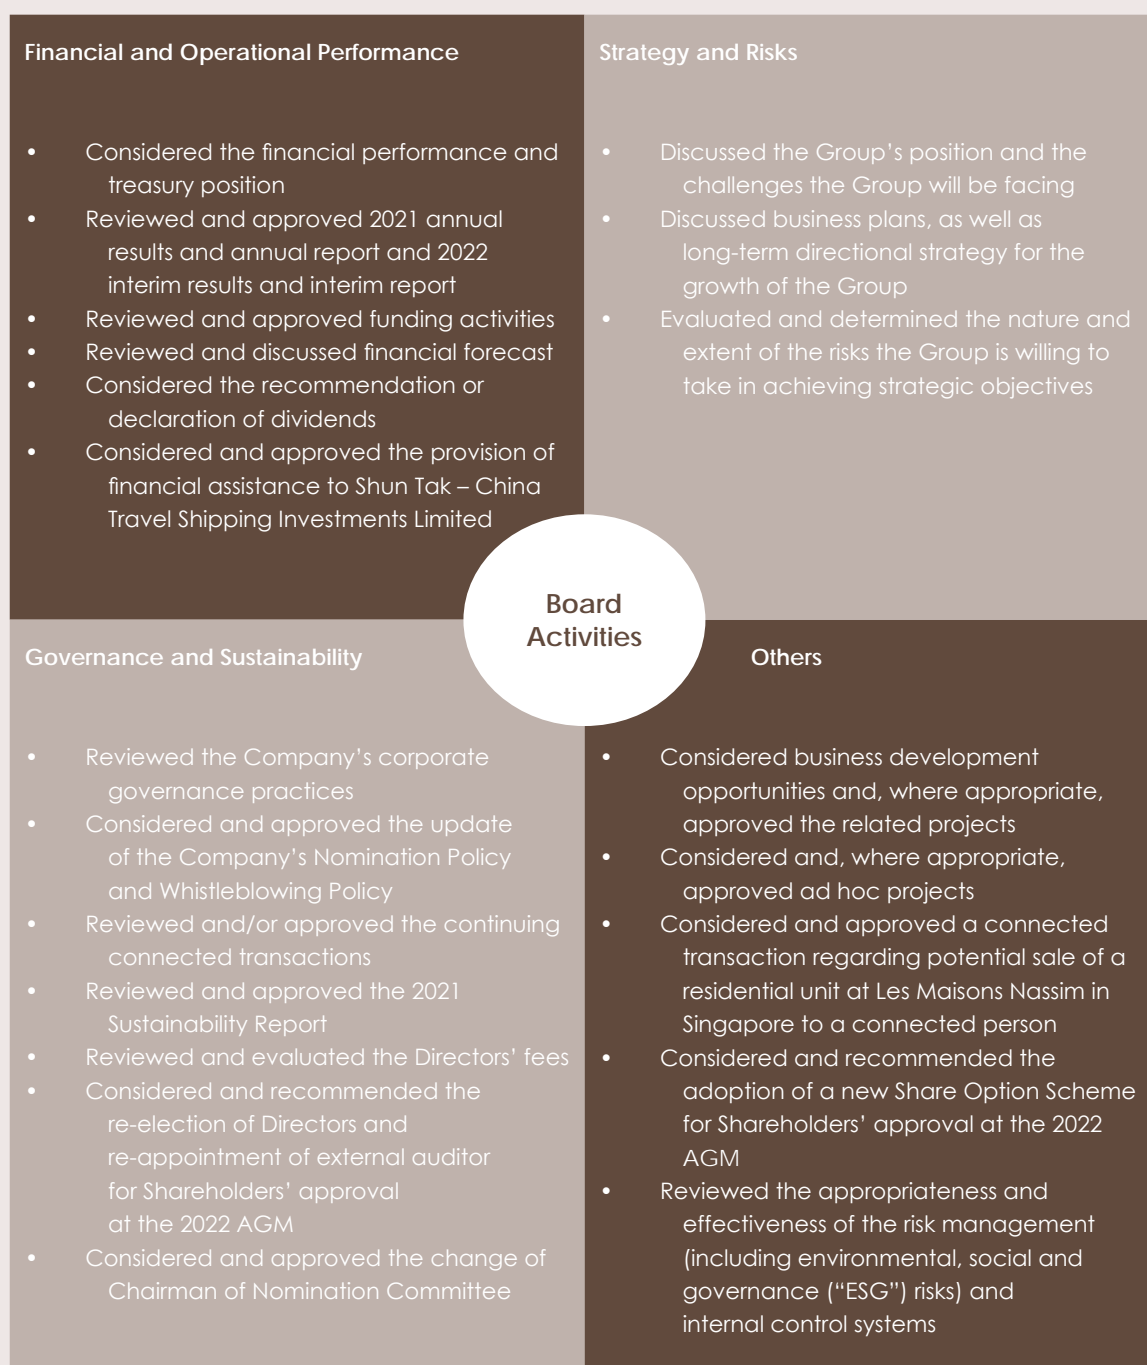 Financial and Operational Performance
• Considered the financial performance and
treasury position
• Reviewed and approved 2021 annual
results and annual report and 2022
interim results and interim report
• Reviewed and approved funding activities
• Reviewed and discussed financial forecast
• Considered the recommendation or
declaration of dividends
• Considered and approved the provision of
financial assistance to Shun Tak – China
Travel Shipping Investments Limited
Strategy and Risks
• Discussed the Group’s position and the
challenges the Group will be facing
• Discussed business plans, as well as
long-term directional strategy for the
growth of the Group
• Evaluated and determined the nature and
extent of the risks the Group is willing to
take in achieving strategic objectives
Board
Activities
Governance and Sustainability
• Reviewed the Company’s corporate
governance practices
• Considered and approved the update
of the Company’s Nomination Policy
and Whistleblowing Policy
• Reviewed and/or approved the continuing
connected transactions
• Reviewed and approved the 2021
Sustainability Report
• Reviewed and evaluated the Directors’ fees
• Considered and recommended the
re-election of Directors and
re-appointment of external auditor
for Shareholders’ approval
at the 2022 AGM
• Considered and approved the change of
Chairman of Nomination Committee
Others
• Considered business development
opportunities and, where appropriate,
approved the related projects
• Considered and, where appropriate,
approved ad hoc projects
• Considered and approved a connected
transaction regarding potential sale of a
residential unit at Les Maisons Nassim in
Singapore to a connected person
• Considered and recommended the
adoption of a new Share Option Scheme
for Shareholders’ approval at the 2022
AGM
• Reviewed the appropriateness and
effectiveness of the risk management
(including environmental, social and
governance (“ESG”) risks) and
internal control systems